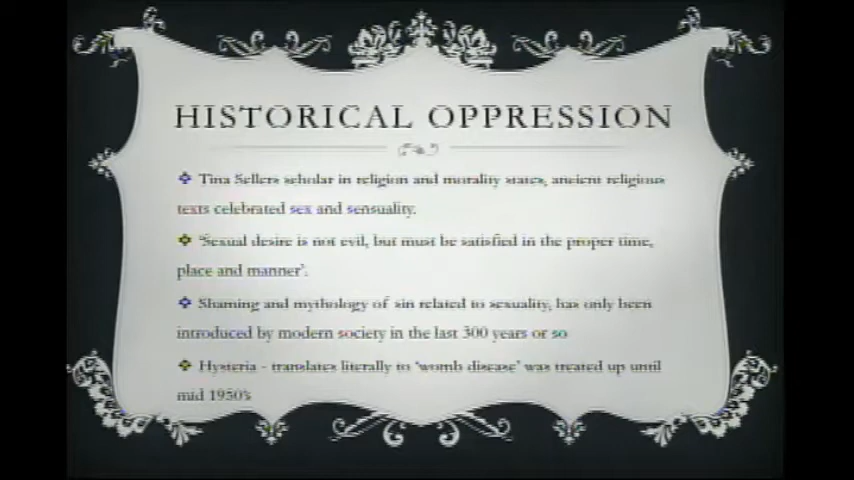 HISTORICAL OPPRESSION
Tina Sellers scholar in religion and morality states, ancient religious
texts celebrated sex and sensuality.
'Sexual desire is not evil, but must be satisfied in the proper time,
place and manner'.
Shaming and mythology of sin related to sexuality, has only been
introduced by modern society in the last 300 years or so
Hysteria - translates literally to 'womb disease' was treated up until
mid 1950's